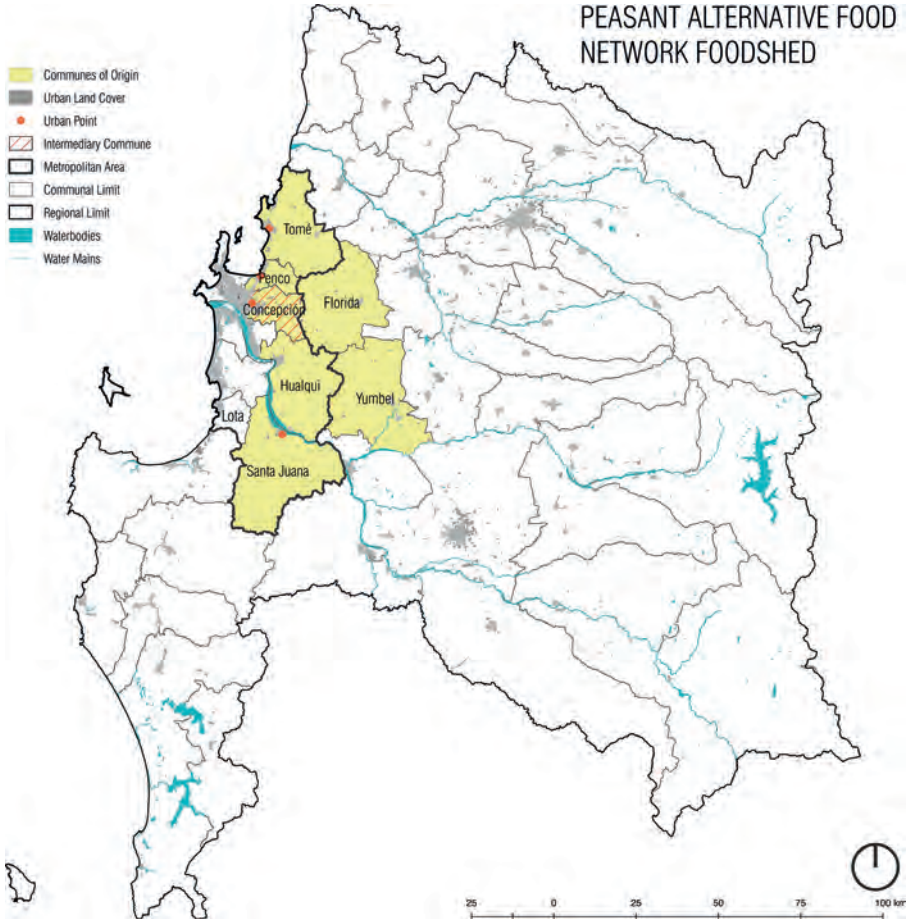 PEASANT ALTERNATIVE FOOD
NETWORK FOODSHED
Communes of Origin
Urban Land Cover
Urban Point
Intermediary Commune
Metropolitan Area
Communal Limit
Regional Limit
Waterbodies
Water Mains
Tomé
Penco
Concepción
Florida
Hualqui
Yumbel
Lota
Santa Juana
25 0 25 50 75 100 km